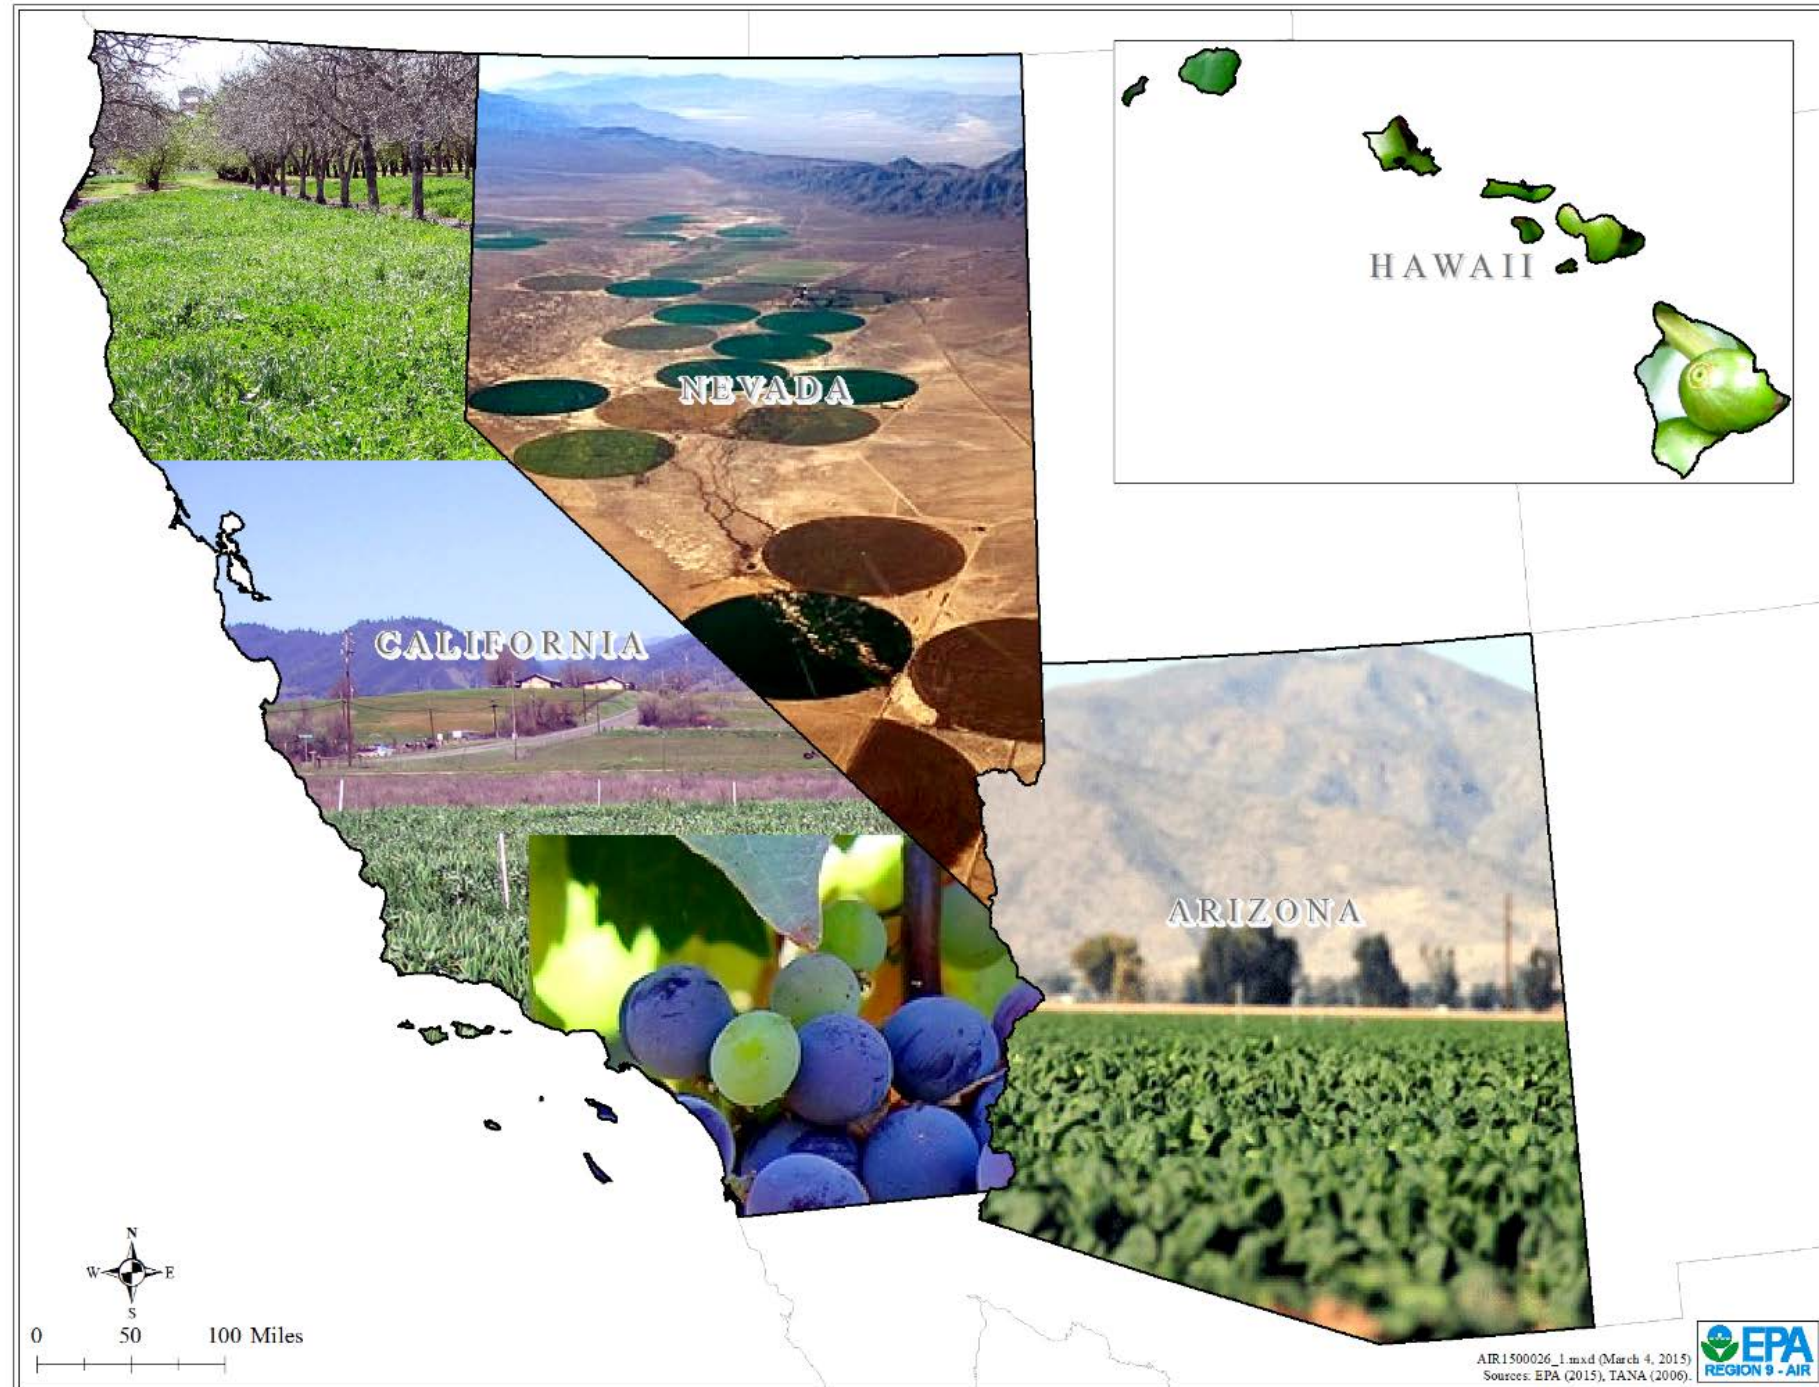 HAWAII
NEVADA
CALIFORNIA
ARIZONA
N
W E
S
0 50 100 Miles
AIR1500026_1.mxd (March 4, 2015)
Sources: EPA (2015), TANA (2006).
EPA
REGION 9 - AIR